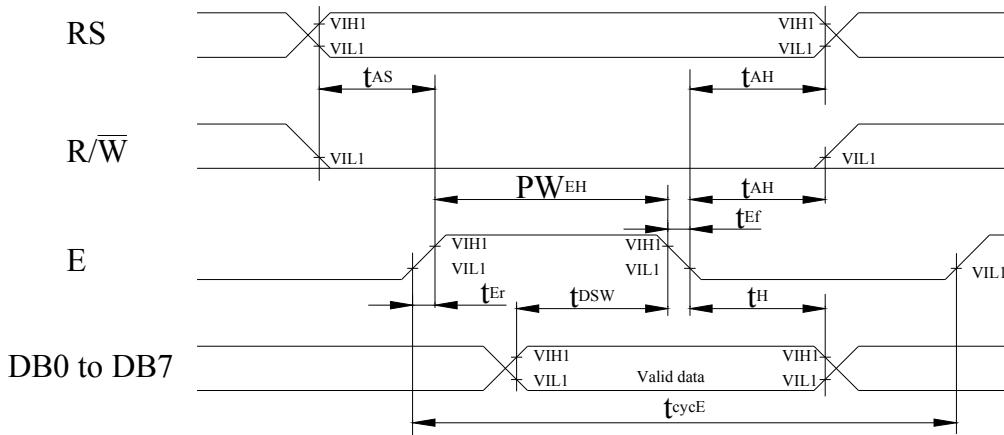 RS
VIH1
VIL1
VIH1
VIL1
tAS
tAH
R/W̅
VIL1
VIL1
PWEH
tAH
tEf
E
VIH1
VIL1
VIH1
VIL1
VIL1
tEr
tDSW
tH
DB0 to DB7
VIH1
VIL1
Valid data
VIH1
VIL1
tcycE